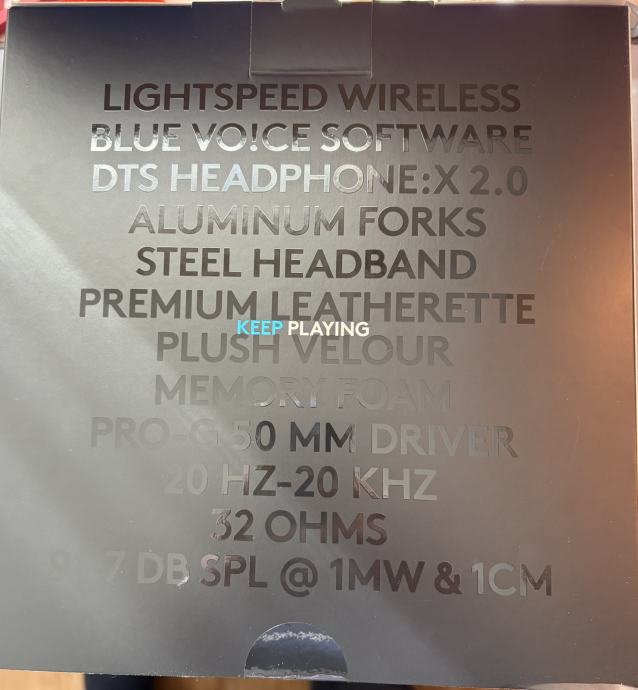 LIGHTSPEED WIRELESS
BLUE VO!CE SOFTWARE
DTS HEADPHONE:X 2.0
ALUMINUM FORKS
STEEL HEADBAND
PREMIUM LEATHERETTE
KEEP PLAYING
PLUSH VELOUR
MEMORY FOAM
PRO-G 50 MM DRIVER
20 HZ-20 KHZ
32 OHMS
DB SPL @ 1MW & 1CM